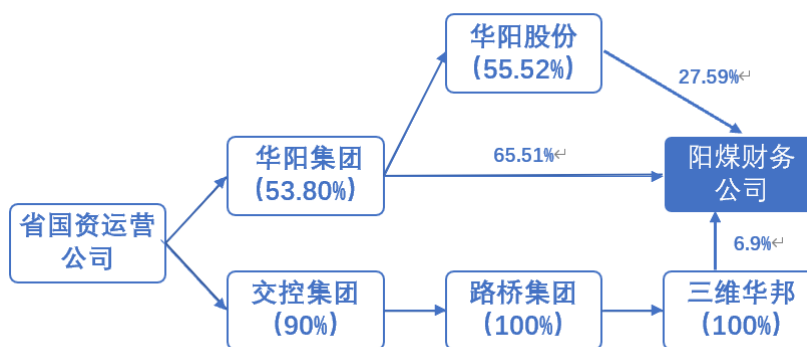 华阳股份
(55.52%)
27.59%↵
华阳集团
(53.80%)
65.51%↵
阳煤财务
公司
省国资运营
公司
6.9%↵
交控集团
(90%)
路桥集团
(100%)
三维华邦
(100%)